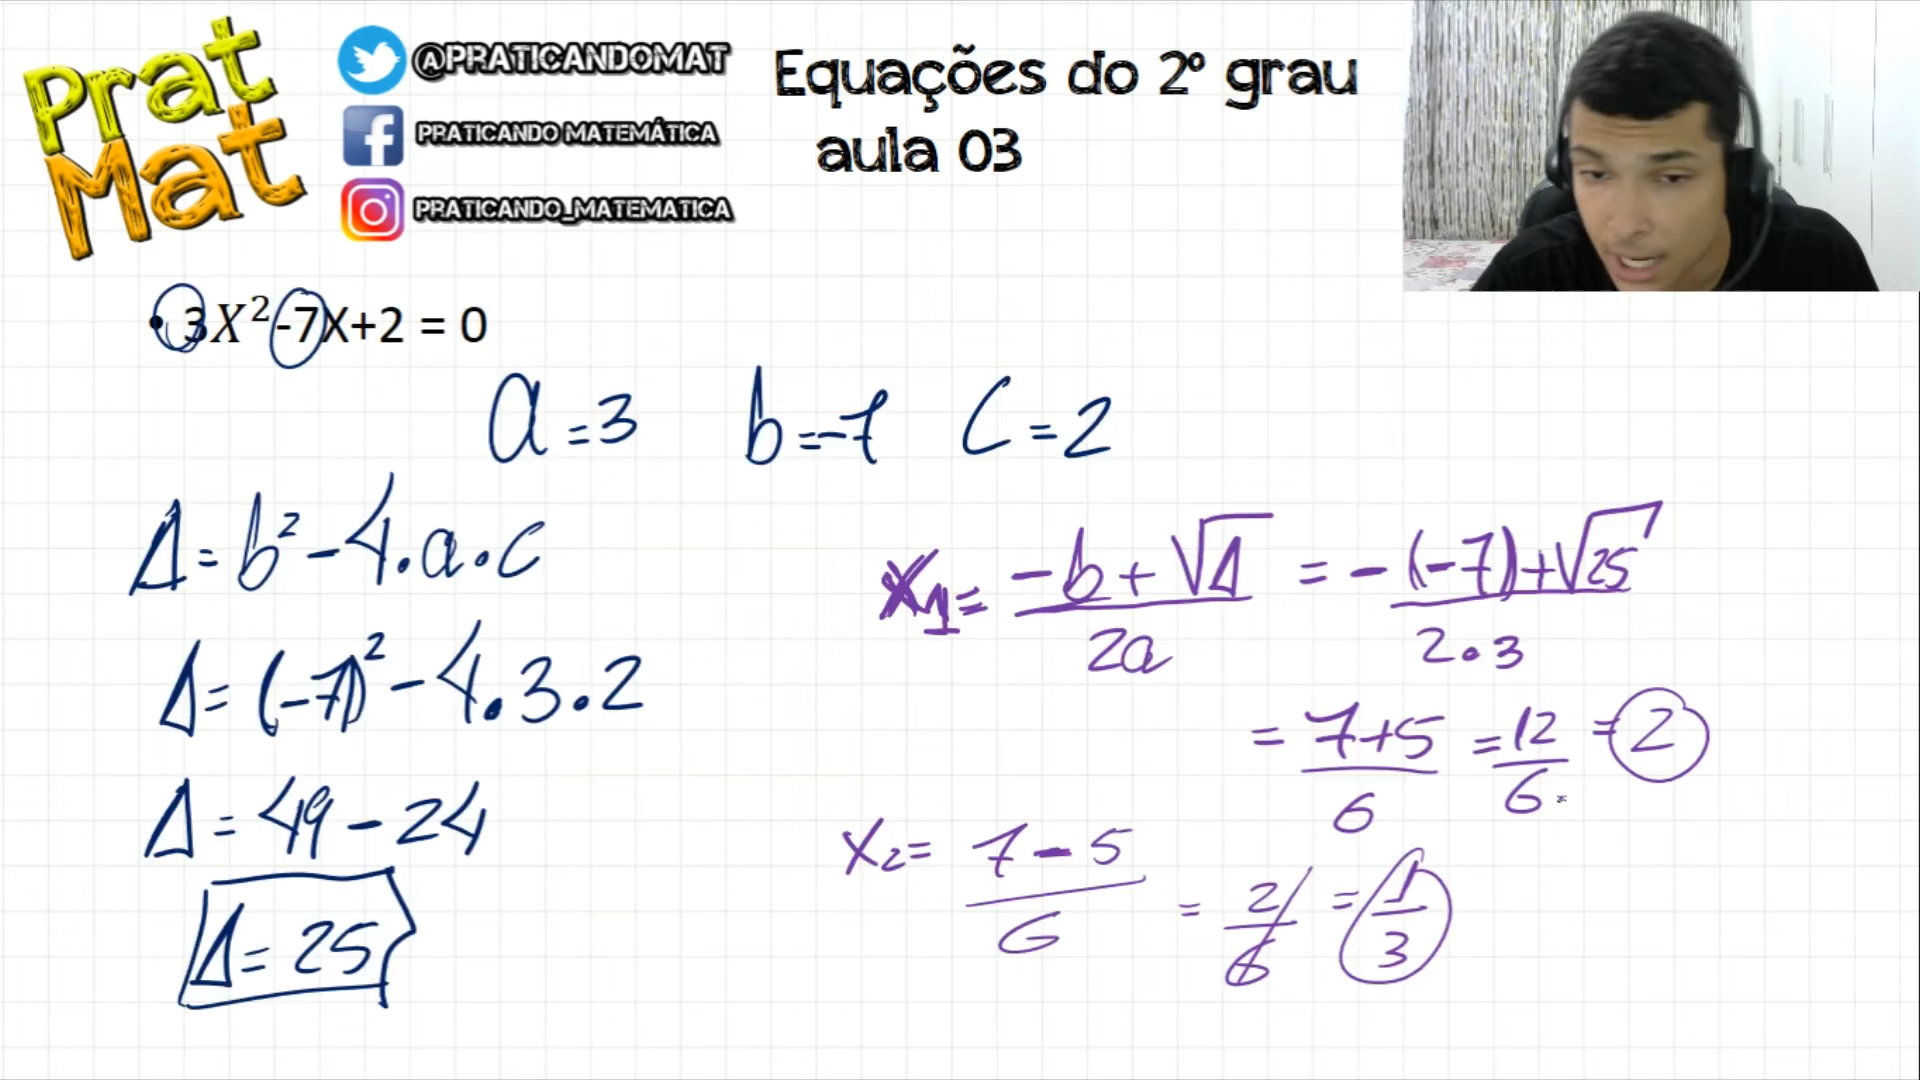 Prat
Mat
@PRATICANDOMAT
PRATICANDO MATEMÁTICA
PRATICANDO_MATEMATICA
Equações do 2º grau
aula 03
• 3X²-7X+2 = 0
a=3 b=-7 C=2
Δ= b² - 4.a.c
Δ= (-7)² - 4.3.2
Δ= 49 - 24
Δ= 25
X1= -b + √Δ / 2a = -(-7)+√25 / 2.3
= 7+5 / 6 = 12 / 6 = 2
X2= 7-5 / 6 = 2 / 6 = 1 / 3